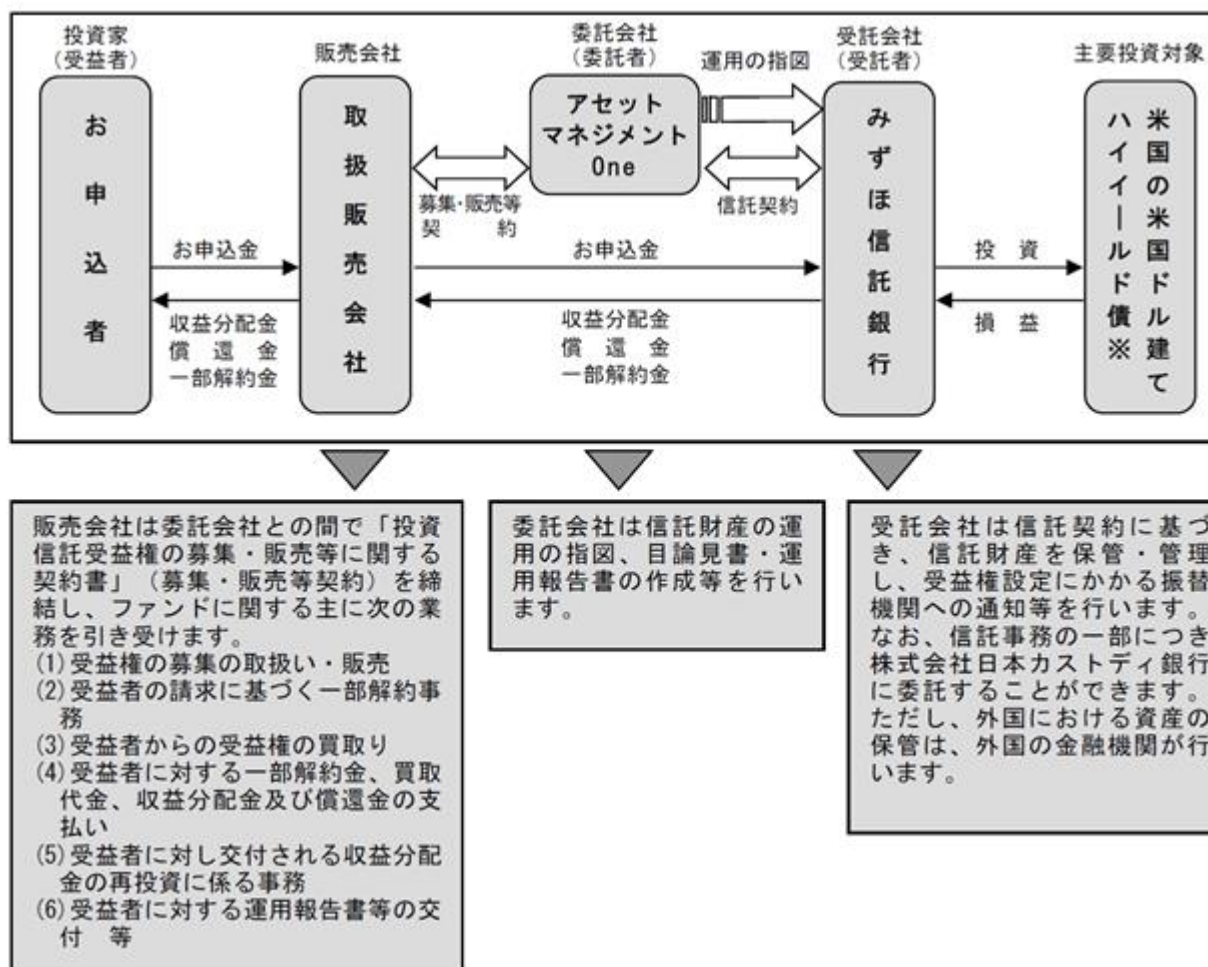 投資家
（受益者）
お申込者
販売会社
取扱販売会社
委託会社
（委託者）
アセット
マネジメント
One
運用の指図
受託会社
（受託者）
みずほ信託銀行
主要投資対象
米国の米国ドル建て
ハイイールド債※
募集・販売等
契　約
信託契約
お申込金
収益分配金
償　還　金
一部解約金
お申込金
収益分配金
償　還　金
一部解約金
投　資
損　益
販売会社は委託会社との間で「投資
信託受益権の募集・販売等に関する
契約書」（募集・販売等契約）を締
結し、ファンドに関する主に次の業
務を引き受けます。
(1)受益権の募集の取扱い・販売
(2)受益者の請求に基づく一部解約事
務
(3)受益者からの受益権の買取り
(4)受益者に対する一部解約金、買取
代金、収益分配金及び償還金の支
払い
(5)受益者に対し交付される収益分配
金の再投資に係る事務
(6)受益者に対する運用報告書等の交
付　等
委託会社は信託財産の運
用の指図、目論見書・運
用報告書の作成等を行い
ます。
受託会社は信託契約に基づ
き、信託財産を保管・管理
し、受益権設定にかかる振替
機関への通知等を行います。
なお、信託事務の一部につき
株式会社日本カストディ銀行
に委託することができます。
ただし、外国における資産の
保管は、外国の金融機関が行
います。